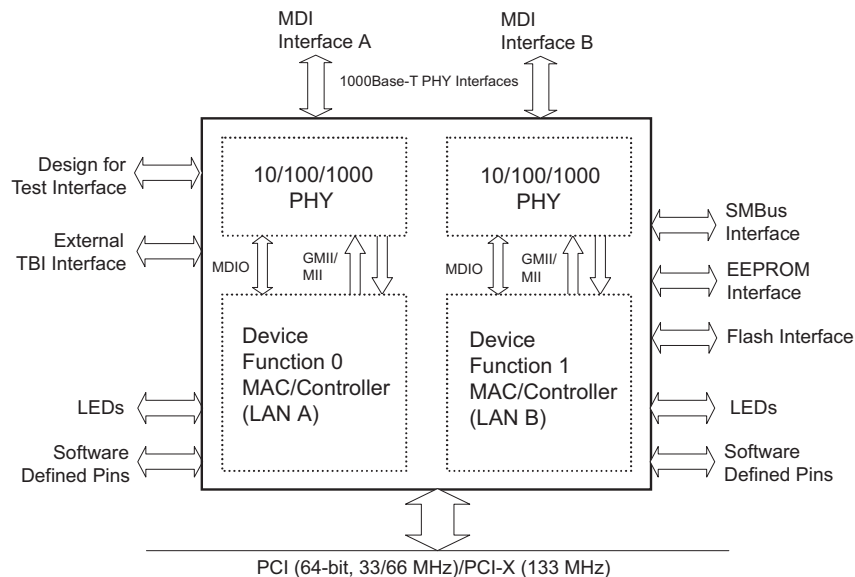 MDI
Interface A
MDI
Interface B
1000Base-T PHY Interfaces
10/100/1000
PHY
10/100/1000
PHY
Design for
Test Interface
External
TBI Interface
MDIO
GMII/
MII
MDIO
GMII/
MII
SMBus
Interface
EEPROM
Interface
Flash Interface
Device
Function 0
MAC/Controller
(LAN A)
Device
Function 1
MAC/Controller
(LAN B)
LEDs
Software
Defined Pins
LEDs
Software
Defined Pins
PCI (64-bit, 33/66 MHz)/PCI-X (133 MHz)